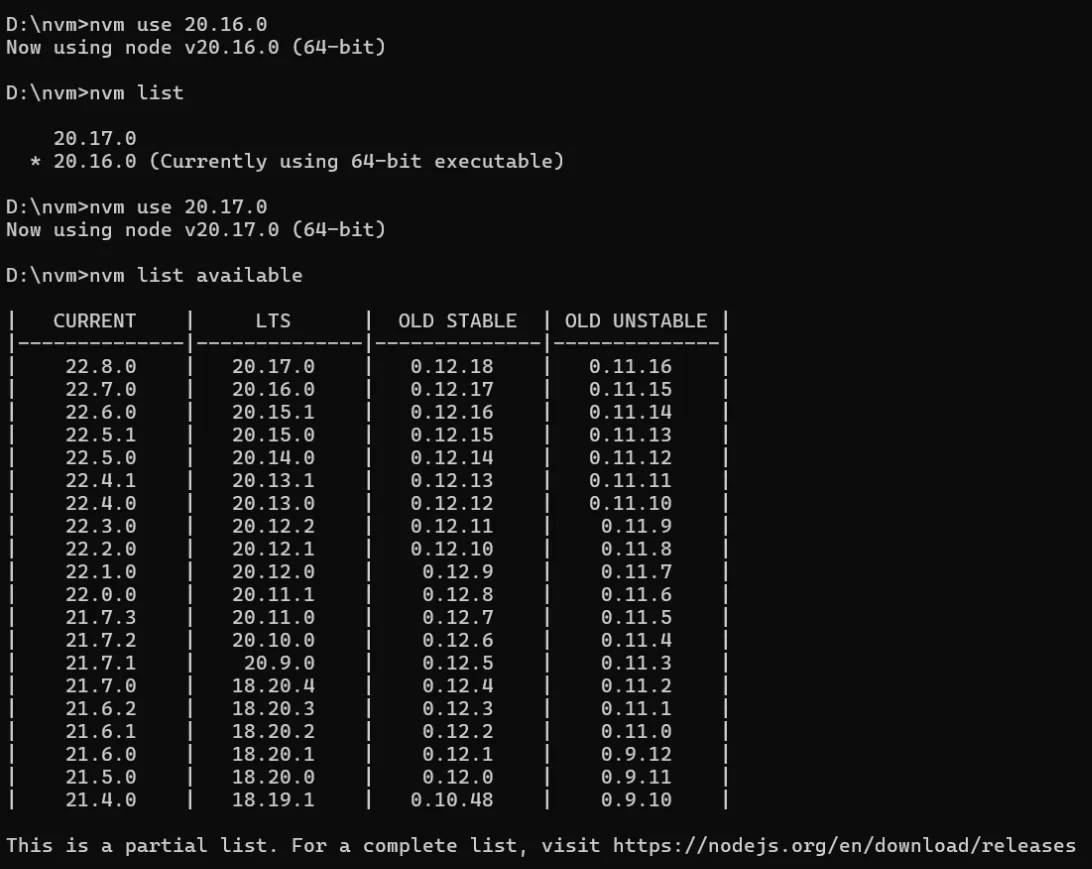 D:\nvm>nvm use 20.16.0
Now using node v20.16.0 (64-bit)
D:\nvm>nvm list
20.17.0
* 20.16.0 (Currently using 64-bit executable)
D:\nvm>nvm use 20.17.0
Now using node v20.17.0 (64-bit)
D:\nvm>nvm list available
|   CURRENT    |     LTS      |  OLD STABLE  | OLD UNSTABLE |
|--------------|--------------|--------------|--------------|
|    22.8.0    |   20.17.0    |   0.12.18    |   0.11.16    |
|    22.7.0    |   20.16.0    |   0.12.17    |   0.11.15    |
|    22.6.0    |   20.15.1    |   0.12.16    |   0.11.14    |
|    22.5.1    |   20.15.0    |   0.12.15    |   0.11.13    |
|    22.5.0    |   20.14.0    |   0.12.14    |   0.11.12    |
|    22.4.1    |   20.13.1    |   0.12.13    |   0.11.11    |
|    22.4.0    |   20.13.0    |   0.12.12    |   0.11.10    |
|    22.3.0    |   20.12.2    |   0.12.11    |    0.11.9    |
|    22.2.0    |   20.12.1    |   0.12.10    |    0.11.8    |
|    22.1.0    |   20.12.0    |    0.12.9    |    0.11.7    |
|    22.0.0    |   20.11.1    |    0.12.8    |    0.11.6    |
|    21.7.3    |   20.11.0    |    0.12.7    |    0.11.5    |
|    21.7.2    |   20.10.0    |    0.12.6    |    0.11.4    |
|    21.7.1    |    20.9.0    |    0.12.5    |    0.11.3    |
|    21.7.0    |   18.20.4    |    0.12.4    |    0.11.2    |
|    21.6.2    |   18.20.3    |    0.12.3    |    0.11.1    |
|    21.6.1    |   18.20.2    |    0.12.2    |    0.11.0    |
|    21.6.0    |   18.20.1    |    0.12.1    |    0.9.12    |
|    21.5.0    |   18.20.0    |    0.12.0    |    0.9.11    |
|    21.4.0    |   18.19.1    |   0.10.48    |    0.9.10    |
This is a partial list. For a complete list, visit https://nodejs.org/en/download/releases